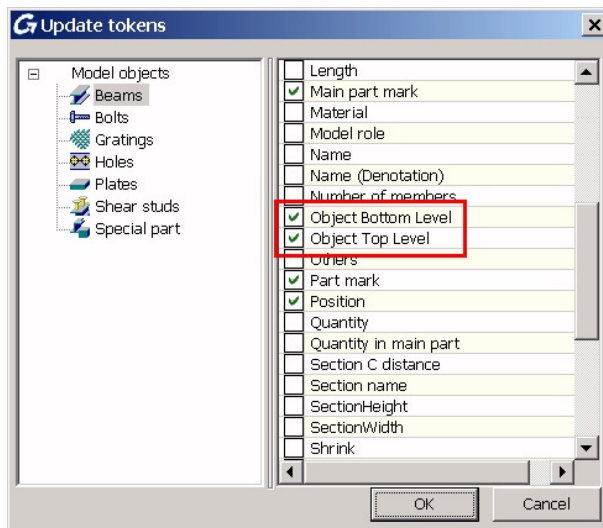 Update tokens
Model objects
Beams
Bolts
Gratings
Holes
Plates
Shear studs
Special part
Length
Main part mark
Material
Model role
Name
Name (Denotation)
Number of members
Object Bottom Level
Object Top Level
Others
Part mark
Position
Quantity
Quantity in main part
Section C distance
Section name
SectionHeight
SectionWidth
Shrink
OK
Cancel